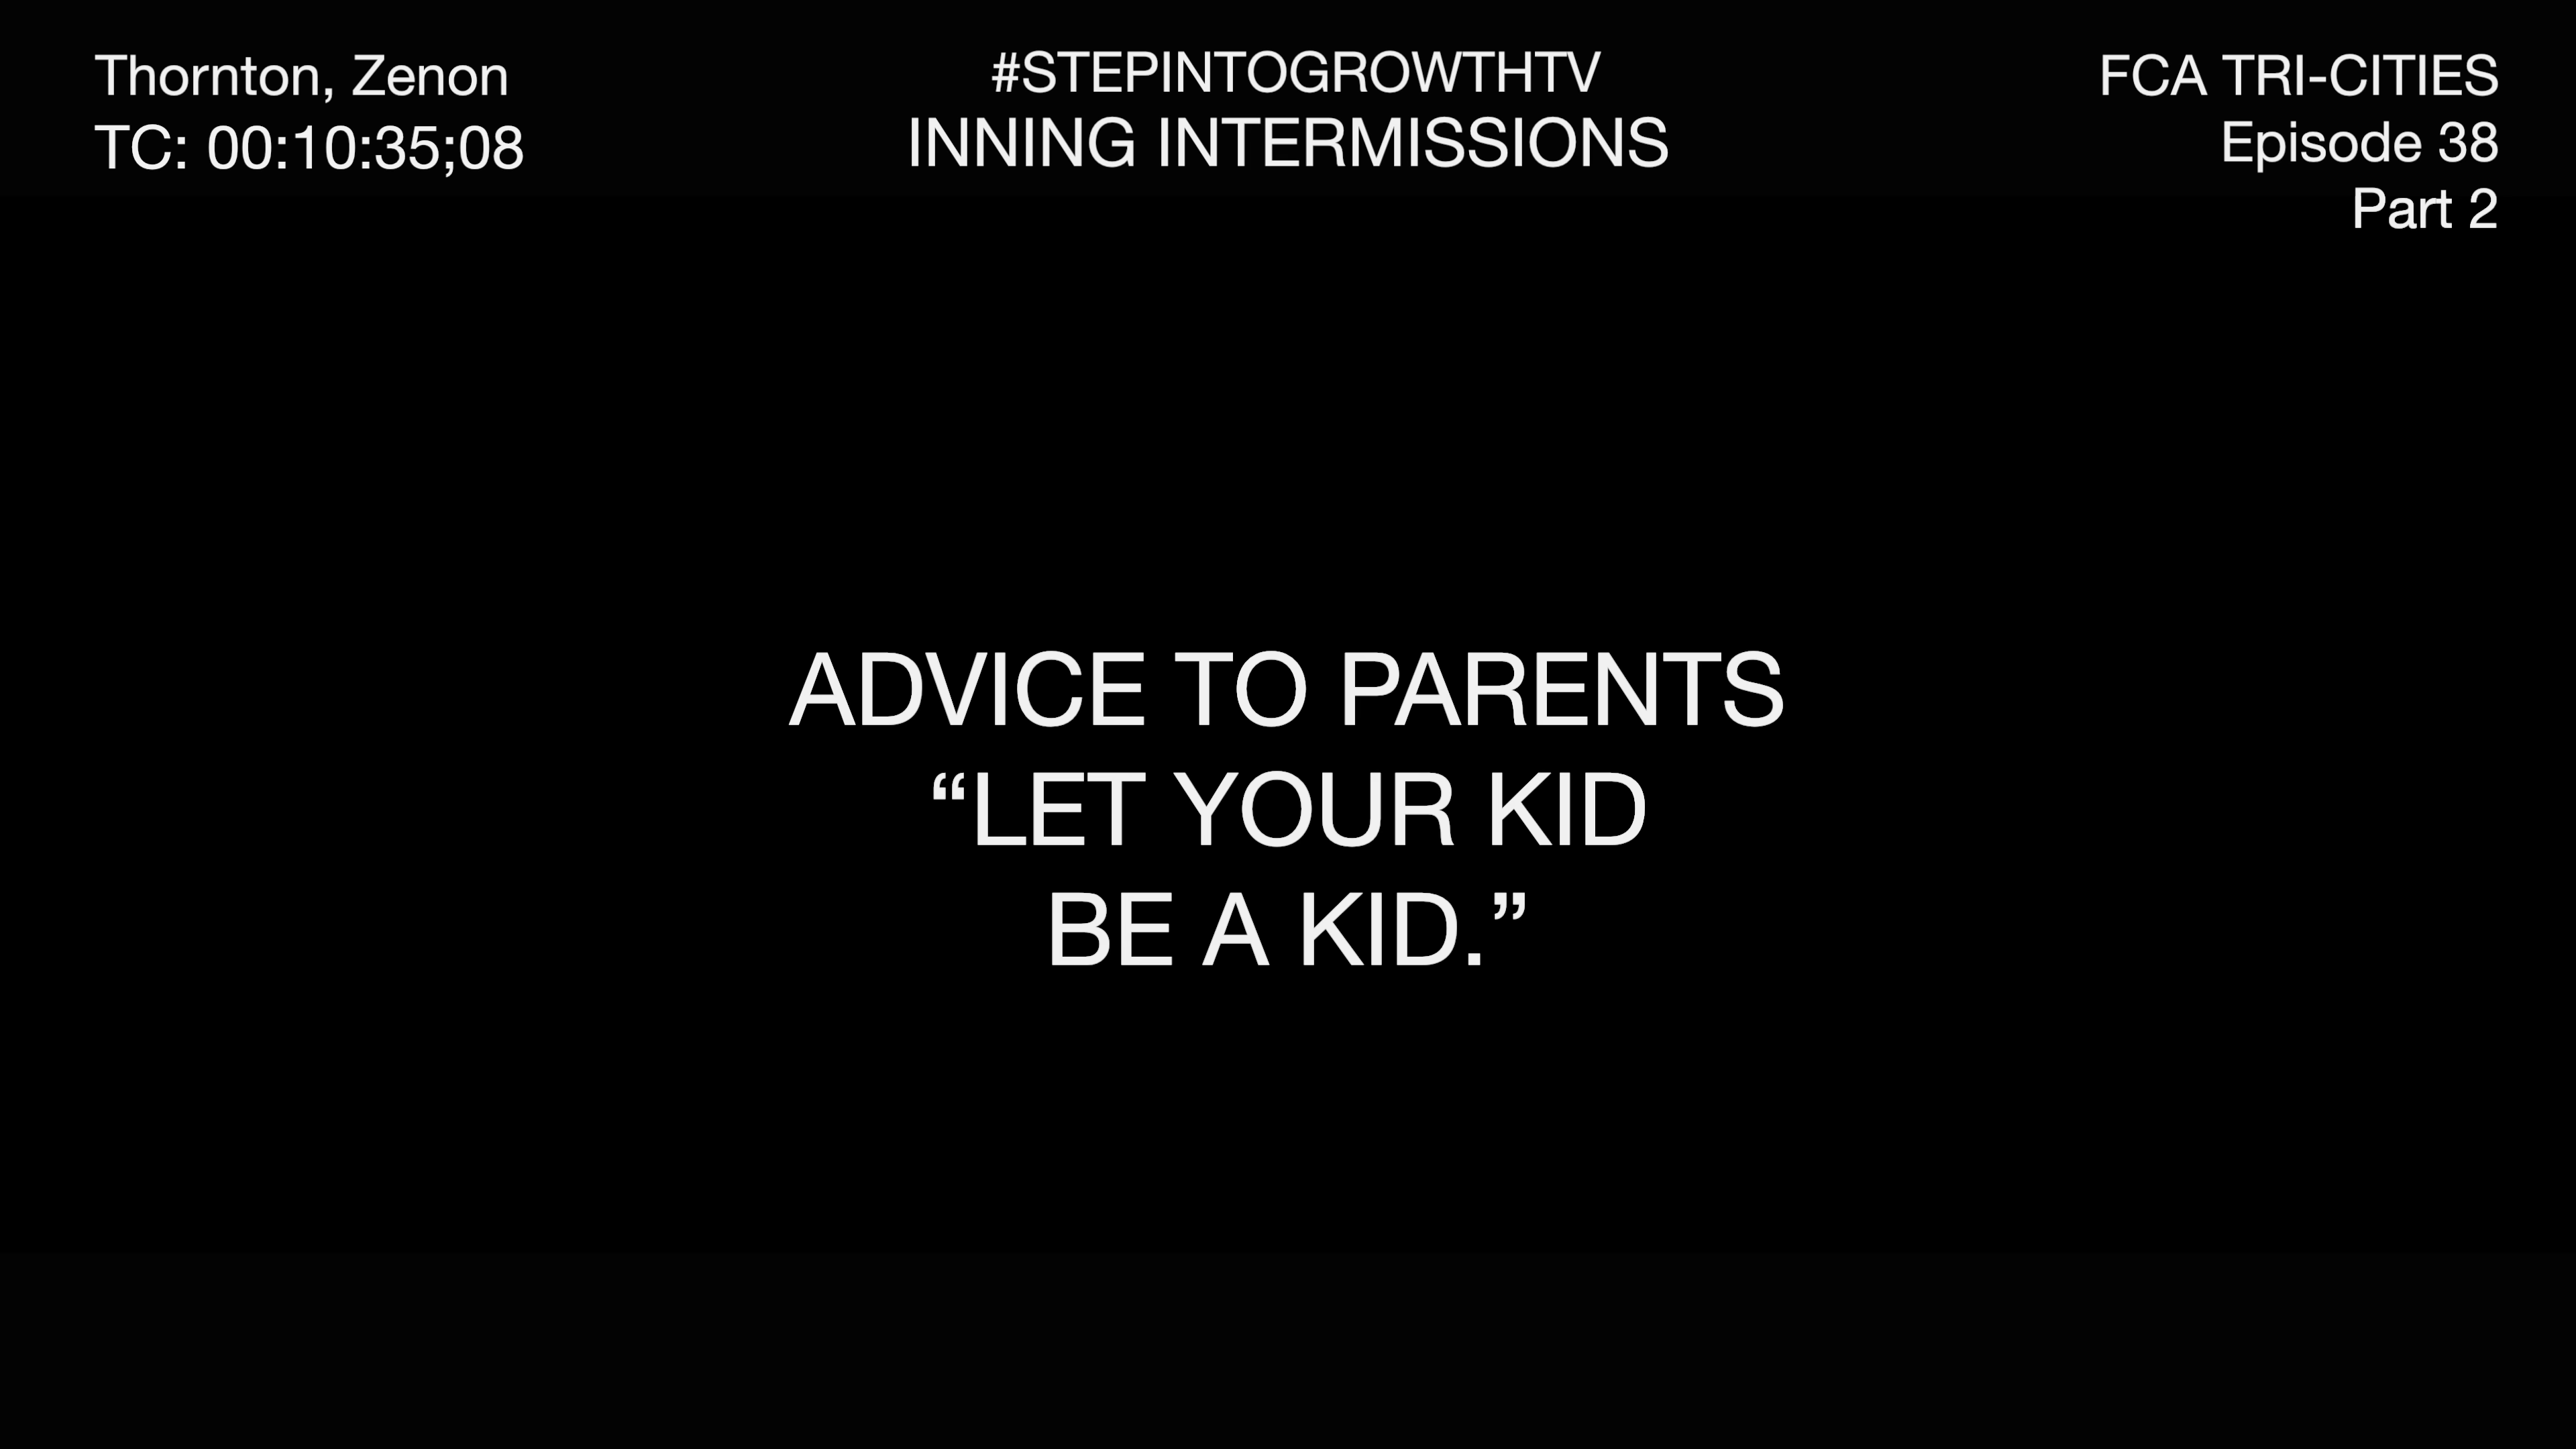 Thornton, Zenon
TC: 00:10:35;08
#STEPINTOGROWTHTV
INNING INTERMISSIONS
FCA TRI-CITIES
Episode 38
Part 2
ADVICE TO PARENTS
“LET YOUR KID
BE A KID.”